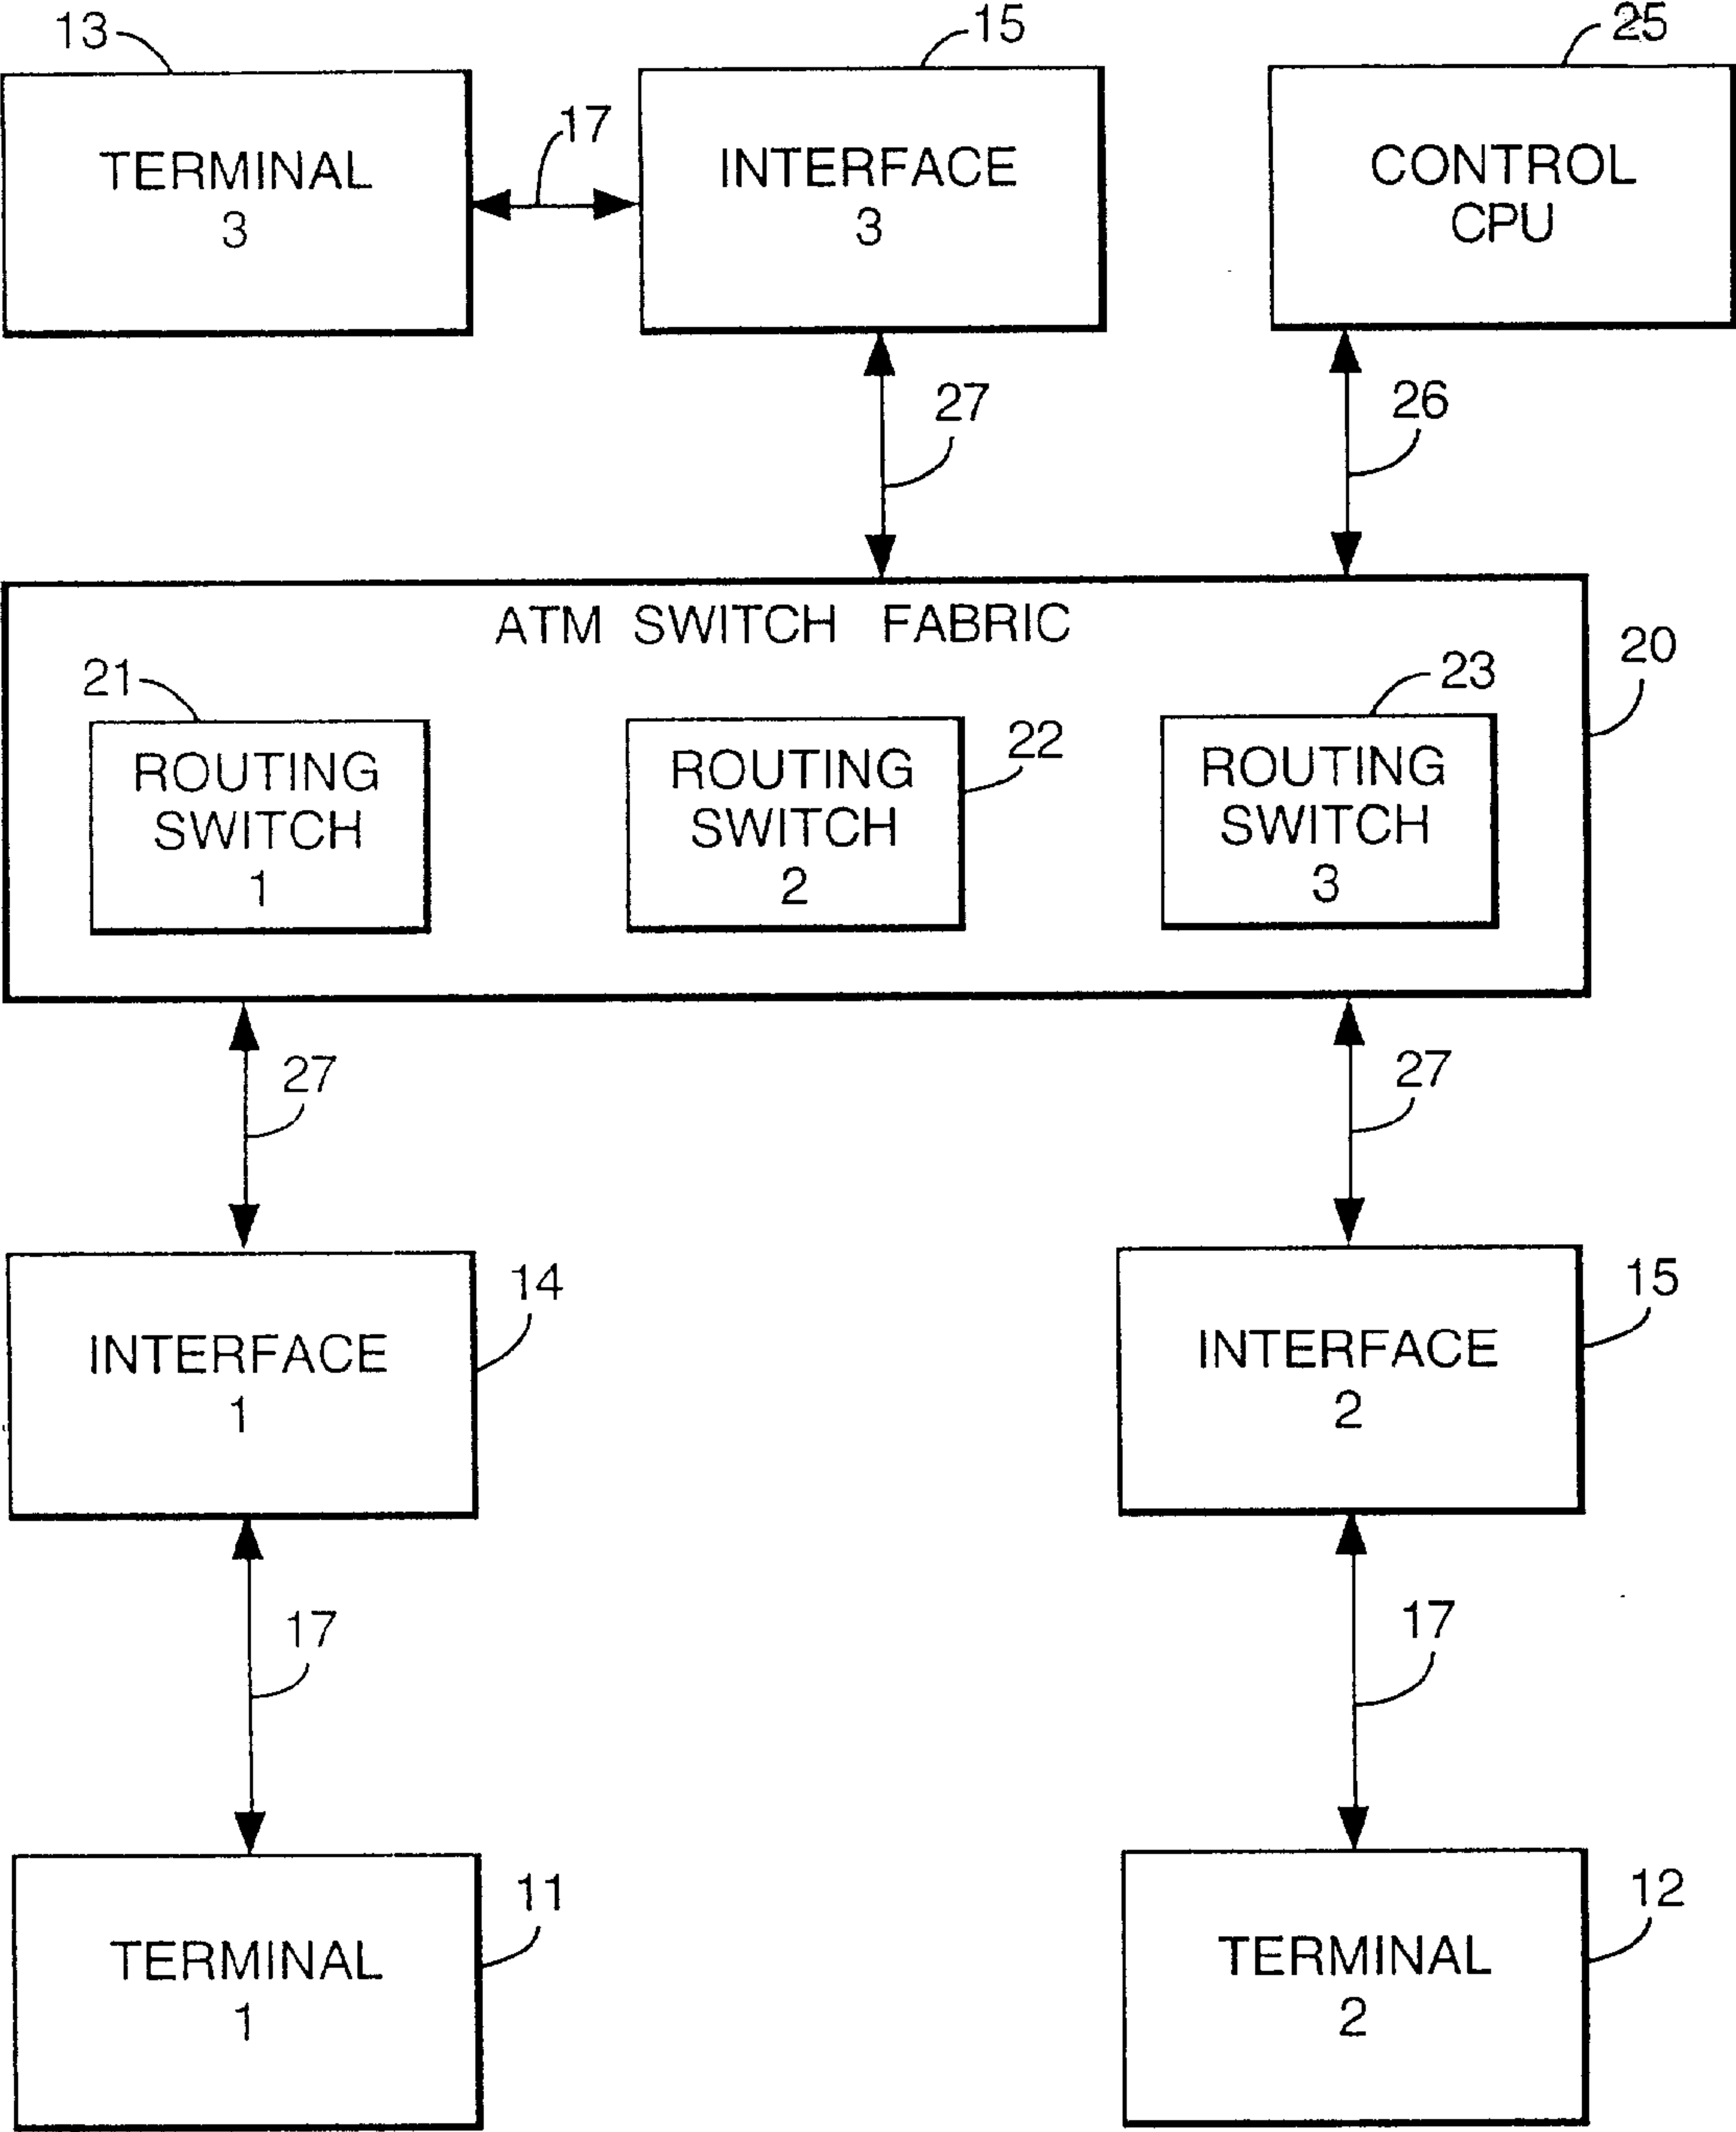 13
15
25
TERMINAL
3
17
INTERFACE
3
CONTROL
CPU
27
26
ATM SWITCH FABRIC
20
21
23
22
ROUTING
SWITCH
1
ROUTING
SWITCH
2
ROUTING
SWITCH
3
27
27
14
15
INTERFACE
1
INTERFACE
2
17
17
11
12
TERMINAL
1
TERMINAL
2